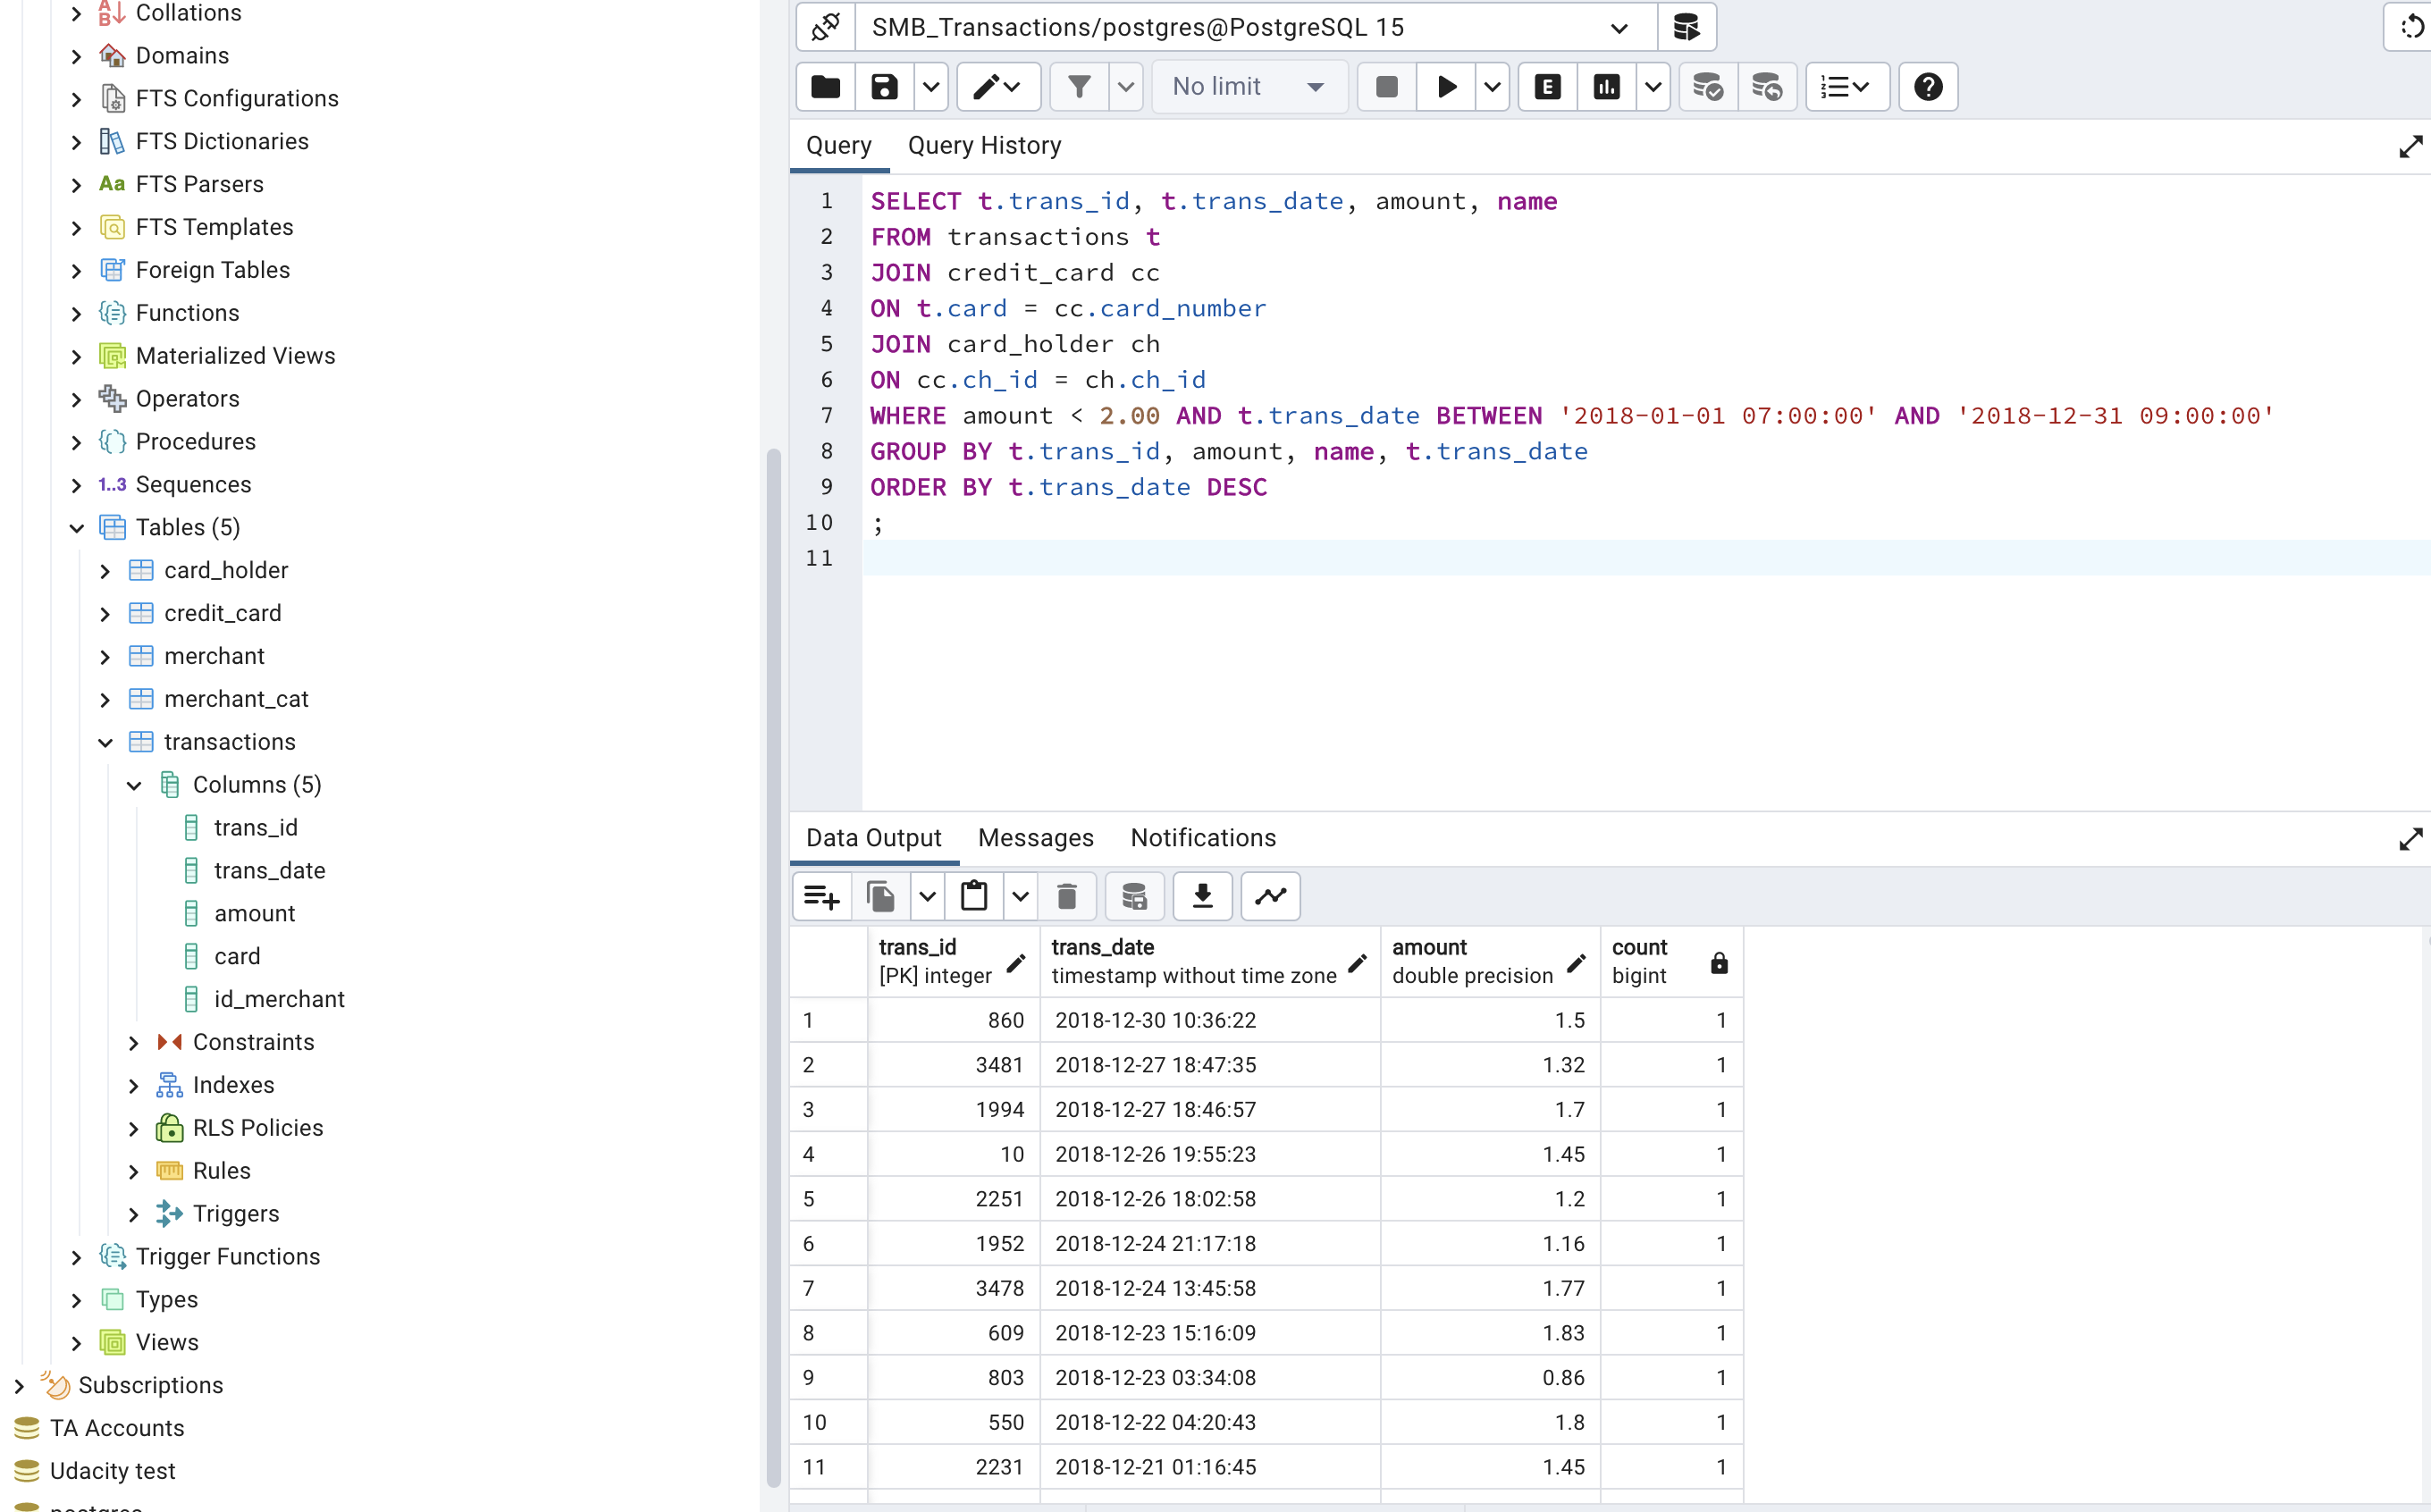 Collations
Domains
FTS Configurations
FTS Dictionaries
Aa FTS Parsers
FTS Templates
Foreign Tables
Functions
Materialized Views
Operators
Procedures
1..3 Sequences
Tables (5)
card_holder
credit_card
merchant
merchant_cat
transactions
Columns (5)
trans_id
trans_date
amount
card
id_merchant
Constraints
Indexes
RLS Policies
Rules
Triggers
Trigger Functions
Types
Views
Subscriptions
TA Accounts
Udacity test
SMB_Transactions/postgres@PostgreSQL 15
No limit
E
Query Query History
1 SELECT t.trans_id, t.trans_date, amount, name
2 FROM transactions t
3 JOIN credit_card cc
4 ON t.card = cc.card_number
5 JOIN card_holder ch
6 ON cc.ch_id = ch.ch_id
7 WHERE amount < 2.00 AND t.trans_date BETWEEN '2018-01-01 07:00:00' AND '2018-12-31 09:00:00'
8 GROUP BY t.trans_id, amount, name, t.trans_date
9 ORDER BY t.trans_date DESC
10 ;
11
Data Output Messages Notifications
trans_id trans_date amount count
[PK] integer timestamp without time zone double precision bigint
1 860 2018-12-30 10:36:22 1.5 1
2 3481 2018-12-27 18:47:35 1.32 1
3 1994 2018-12-27 18:46:57 1.7 1
4 10 2018-12-26 19:55:23 1.45 1
5 2251 2018-12-26 18:02:58 1.2 1
6 1952 2018-12-24 21:17:18 1.16 1
7 3478 2018-12-24 13:45:58 1.77 1
8 609 2018-12-23 15:16:09 1.83 1
9 803 2018-12-23 03:34:08 0.86 1
10 550 2018-12-22 04:20:43 1.8 1
11 2231 2018-12-21 01:16:45 1.45 1